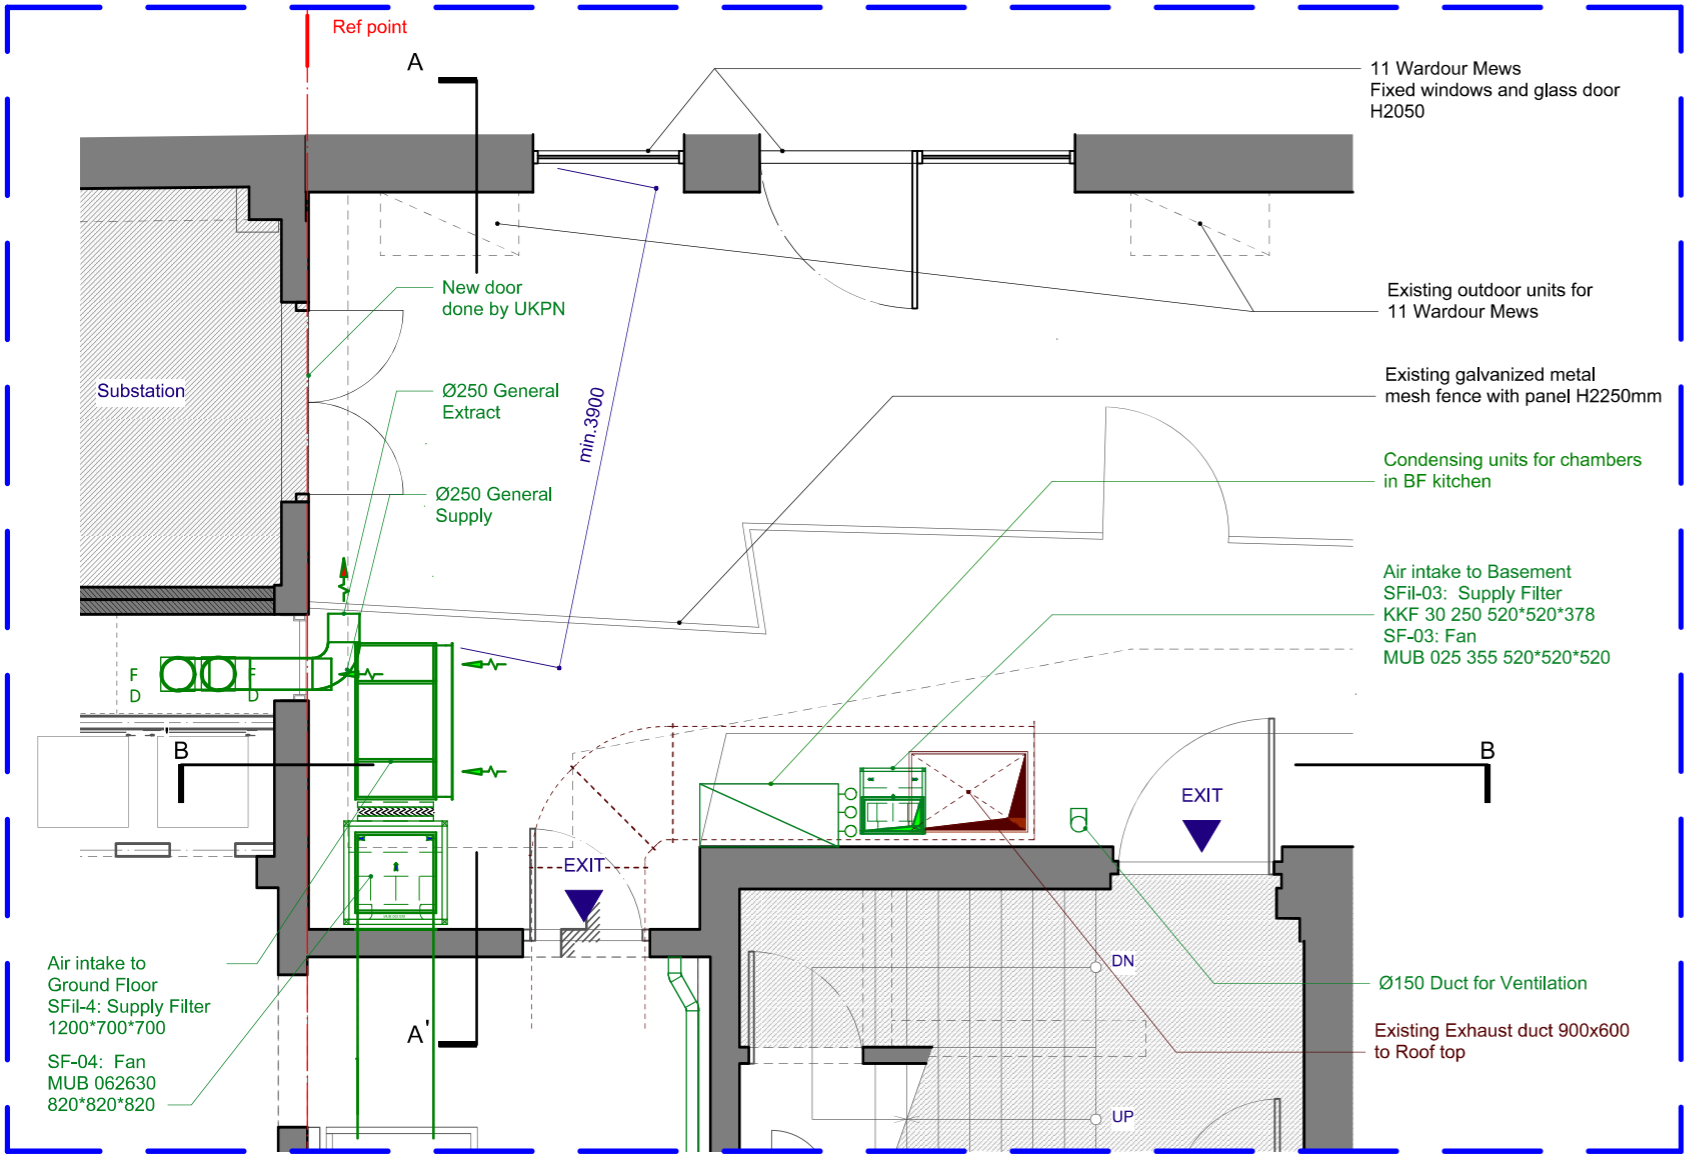 Ref point
A
11 Wardour Mews
Fixed windows and glass door
H2050
New door
done by UKPN
Existing outdoor units for
11 Wardour Mews
Substation
Ø250 General
Extract
min.3900
Existing galvanized metal
mesh fence with panel H2250mm
Ø250 General
Supply
Condensing units for chambers
in BF kitchen
Air intake to Basement
SFil-03: Supply Filter
KKF 30 250 520*520*378
SF-03: Fan
MUB 025 355 520*520*520
F
D
F
D
B
B
EXIT
EXIT
Air intake to
Ground Floor
SFil-4: Supply Filter
1200*700*700
SF-04: Fan
MUB 062630
820*820*820
A'
DN
UP
Ø150 Duct for Ventilation
Existing Exhaust duct 900x600
to Roof top